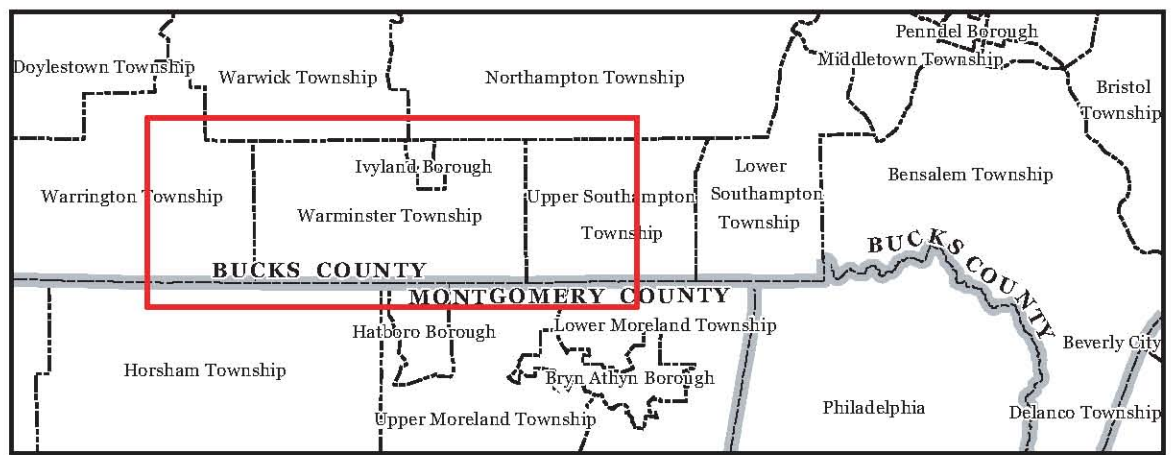 Penndel Borough
Doylestown Township
Warwick Township
Northampton Township
Middletown Township
Bristol
Township
Ivyland Borough
Lower
Southampton
Township
Bensalem Township
Warrington Township
Warminster Township
Upper Southampton
Township
BUCKS COUNTY
BUCKS COUNTY
MONTGOMERY COUNTY
Hatboro Borough
Lower Moreland Township
Beverly City
Horsham Township
Bryn Athyn Borough
Upper Moreland Township
Philadelphia
Delanco Township